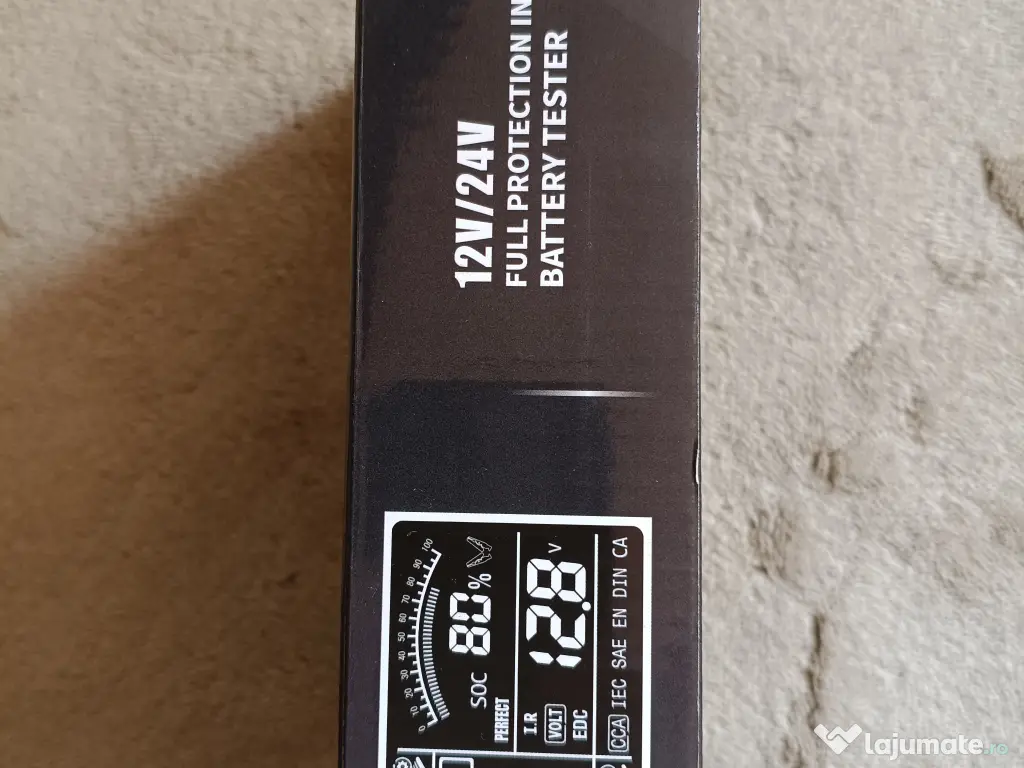 12V/24V
FULL PROTECTION IN
BATTERY TESTER
0 10 20 30 40 50 60 70 80 90 100
SOC 80%
PERFECT
I.R
VOLT
EDC
12.8 V
CCA IEC SAE EN DIN CA
lajumate.ro